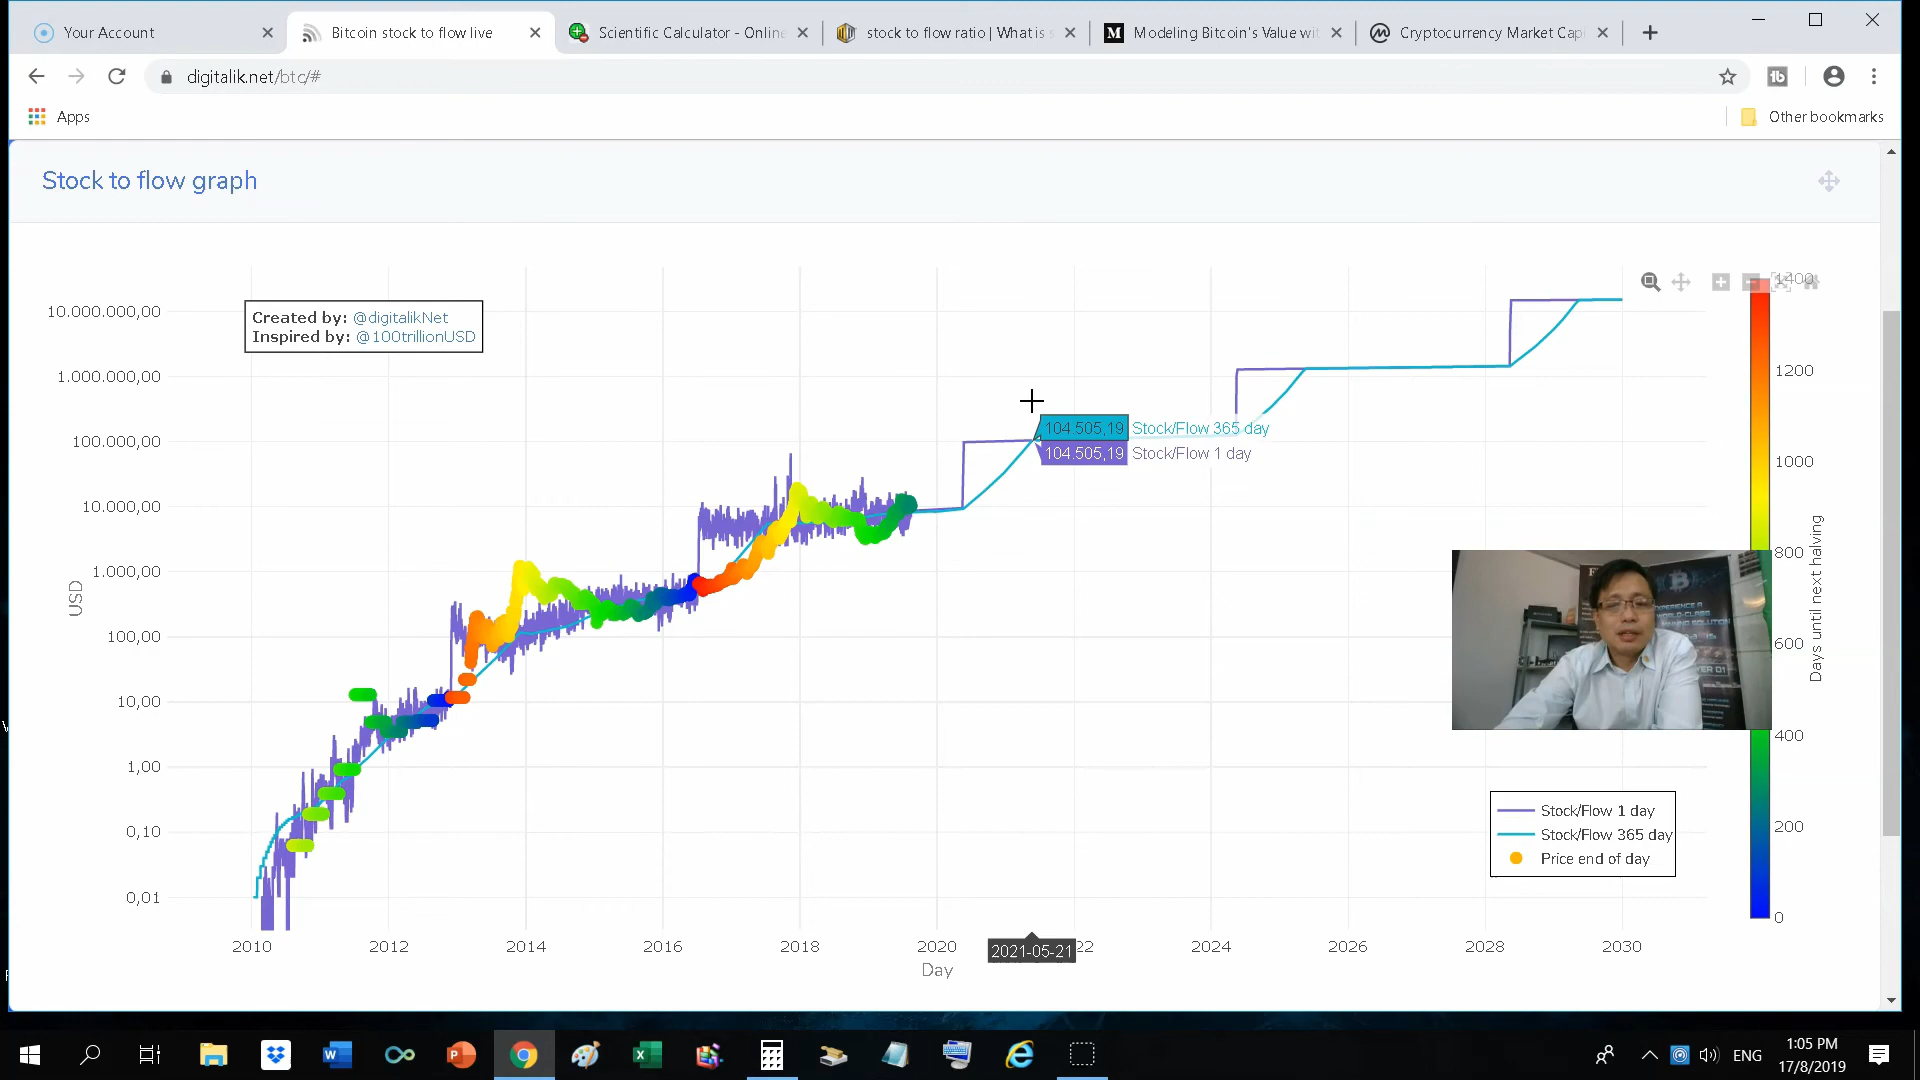 Your Account
Bitcoin stock to flow live
Scientific Calculator - Online
stock to flow ratio | What is s
Modeling Bitcoin's Value wit
Cryptocurrency Market Cap
digitalik.net/btc/#
Apps
Other bookmarks
Stock to flow graph
Created by: @digitalikNet
Inspired by: @100trillionUSD
10.000.000,00
1.000.000,00
100.000,00
10.000,00
1.000,00
100,00
10,00
1,00
0,10
0,01
USD
104.505,19 Stock/Flow 365 day
104.505,19 Stock/Flow 1 day
1400
1200
1000
800
600
400
200
0
Days until next halving
Stock/Flow 1 day
Stock/Flow 365 day
Price end of day
2010
2012
2014
2016
2018
2020
2021-05-21
22
2024
2026
2028
2030
Day
ENG
1:05 PM
17/8/2019